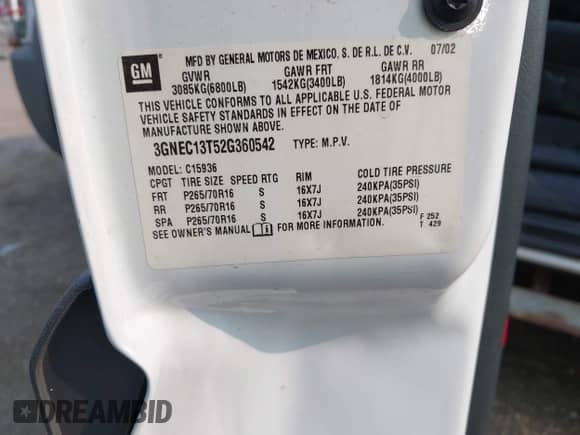 GM
MFD BY GENERAL MOTORS DE MEXICO, S. DE R.L. DE C.V. 07/02
GVWR GAWR FRT GAWR RR
3085KG(6800LB) 1542KG(3400LB) 1814KG(4000LB)
THIS VEHICLE CONFORMS TO ALL APPLICABLE U.S. FEDERAL MOTOR
VEHICLE SAFETY STANDARDS IN EFFECT ON THE DATE OF
MANUFACTURE SHOWN ABOVE.
3GNEC13T52G360542 TYPE: M.P.V.
MODEL: C15936
CPGT TIRE SIZE SPEED RTG RIM COLD TIRE PRESSURE
FRT P265/70R16 S 16X7J 240KPA(35PSI)
RR P265/70R16 S 16X7J 240KPA(35PSI)
SPA P265/70R16 S 16X7J 240KPA(35PSI)
SEE OWNER'S MANUAL FOR MORE INFORMATION.
F 252
T 429
DREAMBID